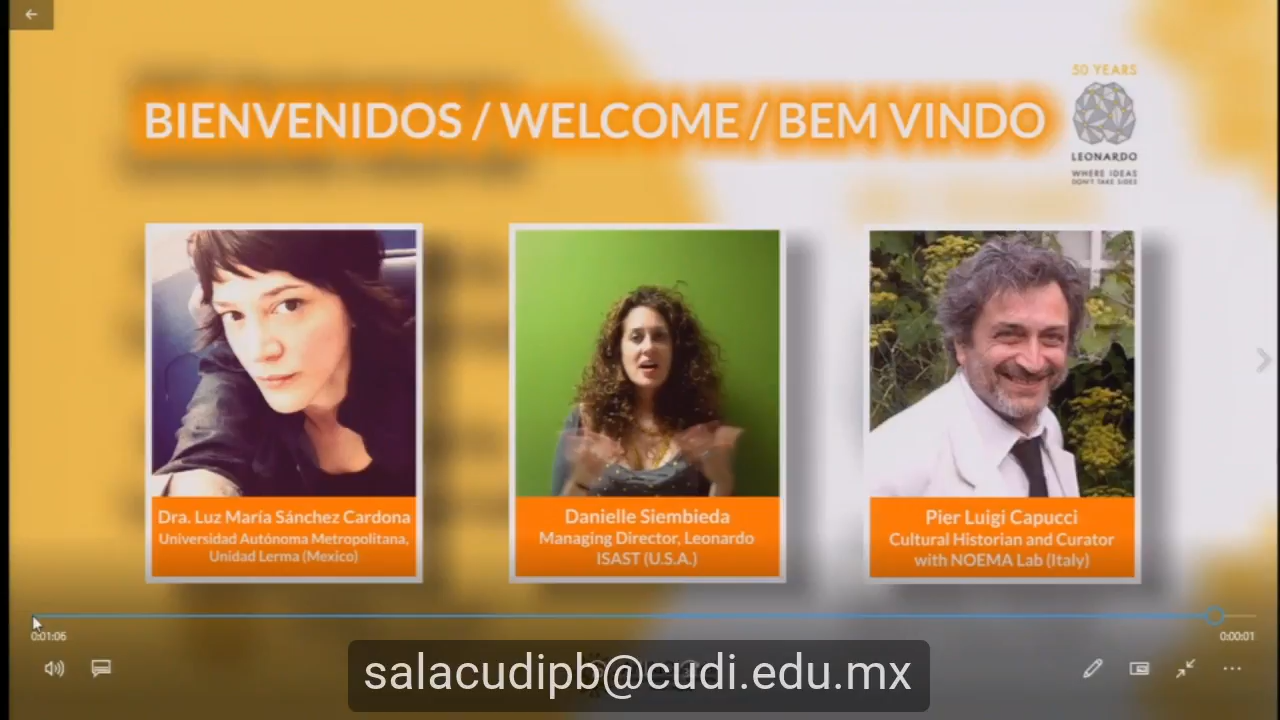 BIENVENIDOS / WELCOME / BEM VINDO
50 YEARS
LEONARDO
WHERE IDEAS
DON'T TAKE SIDES
Dra. Luz María Sánchez Cardona
Universidad Autónoma Metropolitana,
Unidad Lerma (Mexico)
Danielle Siembieda
Managing Director, Leonardo
ISAST (U.S.A.)
Pier Luigi Capucci
Cultural Historian and Curator
with NOEMA Lab (Italy)
0:01:06
0:00:01
salacudipb@cudi.edu.mx